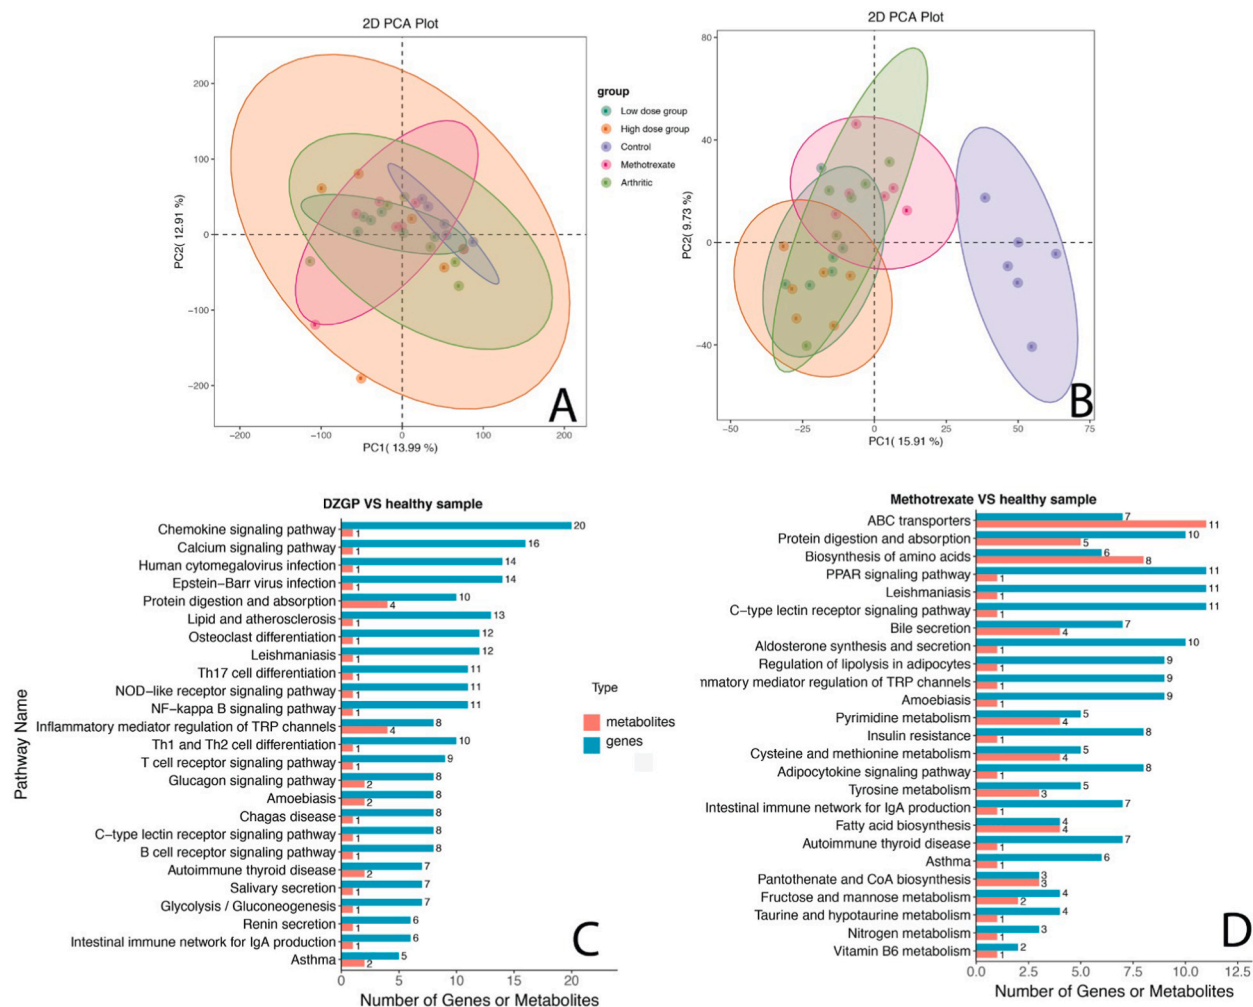 2D PCA Plot
200
100
0
−100
−200
PC2( 12.91 %)
−200
−100
0
100
200
PC1( 13.99 %)
A
group
Low dose group
High dose group
Control
Methotrexate
Arthritic
2D PCA Plot
80
40
0
−40
PC2( 9.73 %)
−50
−25
0
25
50
75
PC1( 15.91 %)
B
DZGP VS healthy sample
Pathway Name
Chemokine signaling pathway 20 1
Calcium signaling pathway 16 1
Human cytomegalovirus infection 14 1
Epstein−Barr virus infection 14 1
Protein digestion and absorption 10 4
Lipid and atherosclerosis 13 1
Osteoclast differentiation 12 1
Leishmaniasis 12 1
Th17 cell differentiation 11 1
NOD−like receptor signaling pathway 11 1
NF−kappa B signaling pathway 11 1
Inflammatory mediator regulation of TRP channels 8 4
Th1 and Th2 cell differentiation 10 1
T cell receptor signaling pathway 9 1
Glucagon signaling pathway 8 2
Amoebiasis 8 2
Chagas disease 8 1
C−type lectin receptor signaling pathway 8 1
B cell receptor signaling pathway 8 1
Autoimmune thyroid disease 7 2
Salivary secretion 7 1
Glycolysis / Gluconeogenesis 7 1
Renin secretion 6 1
Intestinal immune network for IgA production 6 1
Asthma 5 2
0 5 10 15 20
Number of Genes or Metabolites
C
Type
metabolites
genes
Methotrexate VS healthy sample
ABC transporters 7 11
Protein digestion and absorption 10 5
Biosynthesis of amino acids 6 8
PPAR signaling pathway 11 1
Leishmaniasis 11 1
C−type lectin receptor signaling pathway 11 1
Bile secretion 7 4
Aldosterone synthesis and secretion 10 1
Regulation of lipolysis in adipocytes 9 1
nmatory mediator regulation of TRP channels 9 1
Amoebiasis 9 1
Pyrimidine metabolism 5 4
Insulin resistance 8 1
Cysteine and methionine metabolism 5 4
Adipocytokine signaling pathway 8 1
Tyrosine metabolism 5 3
Intestinal immune network for IgA production 7 1
Fatty acid biosynthesis 4 4
Autoimmune thyroid disease 7 1
Asthma 6 1
Pantothenate and CoA biosynthesis 3 3
Fructose and mannose metabolism 4 2
Taurine and hypotaurine metabolism 4 1
Nitrogen metabolism 3 1
Vitamin B6 metabolism 2 1
0.0 2.5 5.0 7.5 10.0 12.5
Number of Genes or Metabolites
D